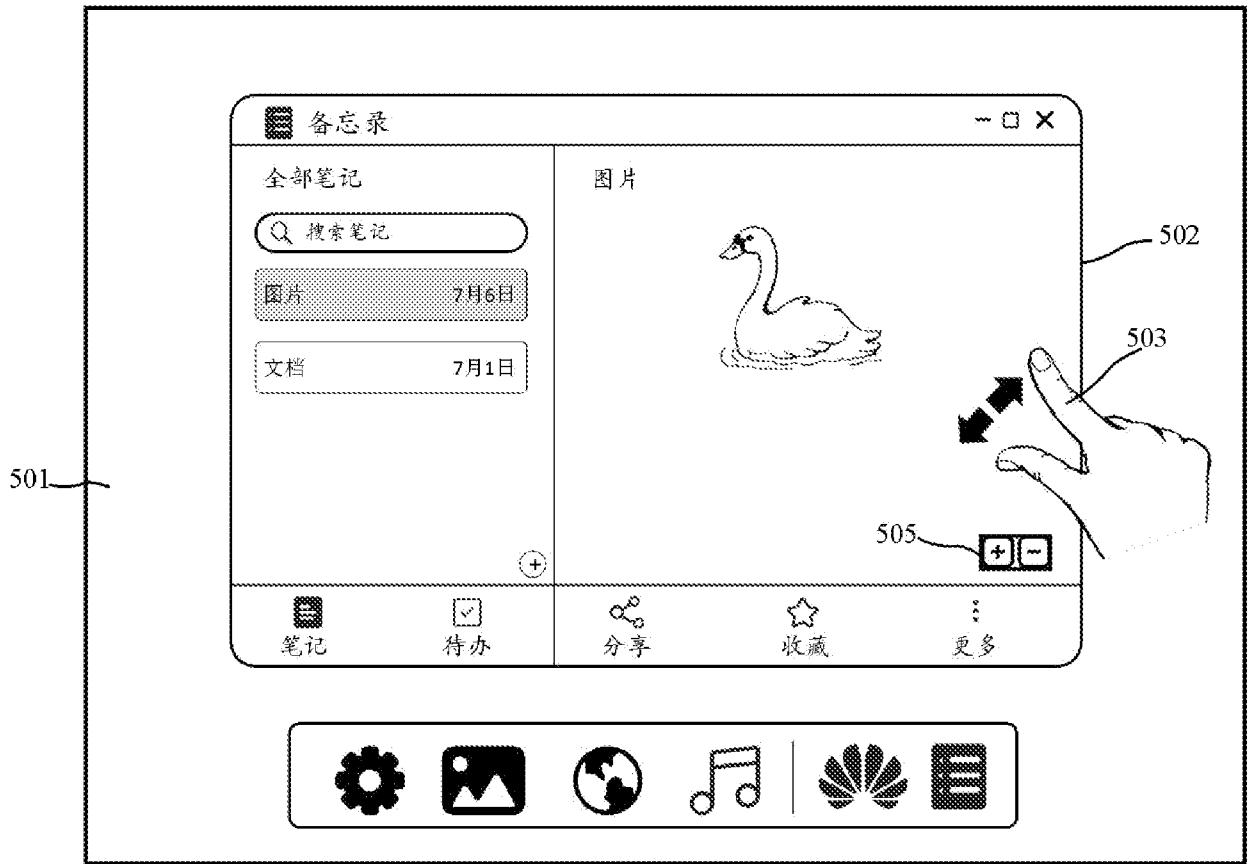 备忘录
全部笔记
搜索笔记
图片 7月6日
文档 7月1日
图片
502
503
501
505
笔记 待办 分享 收藏 更多